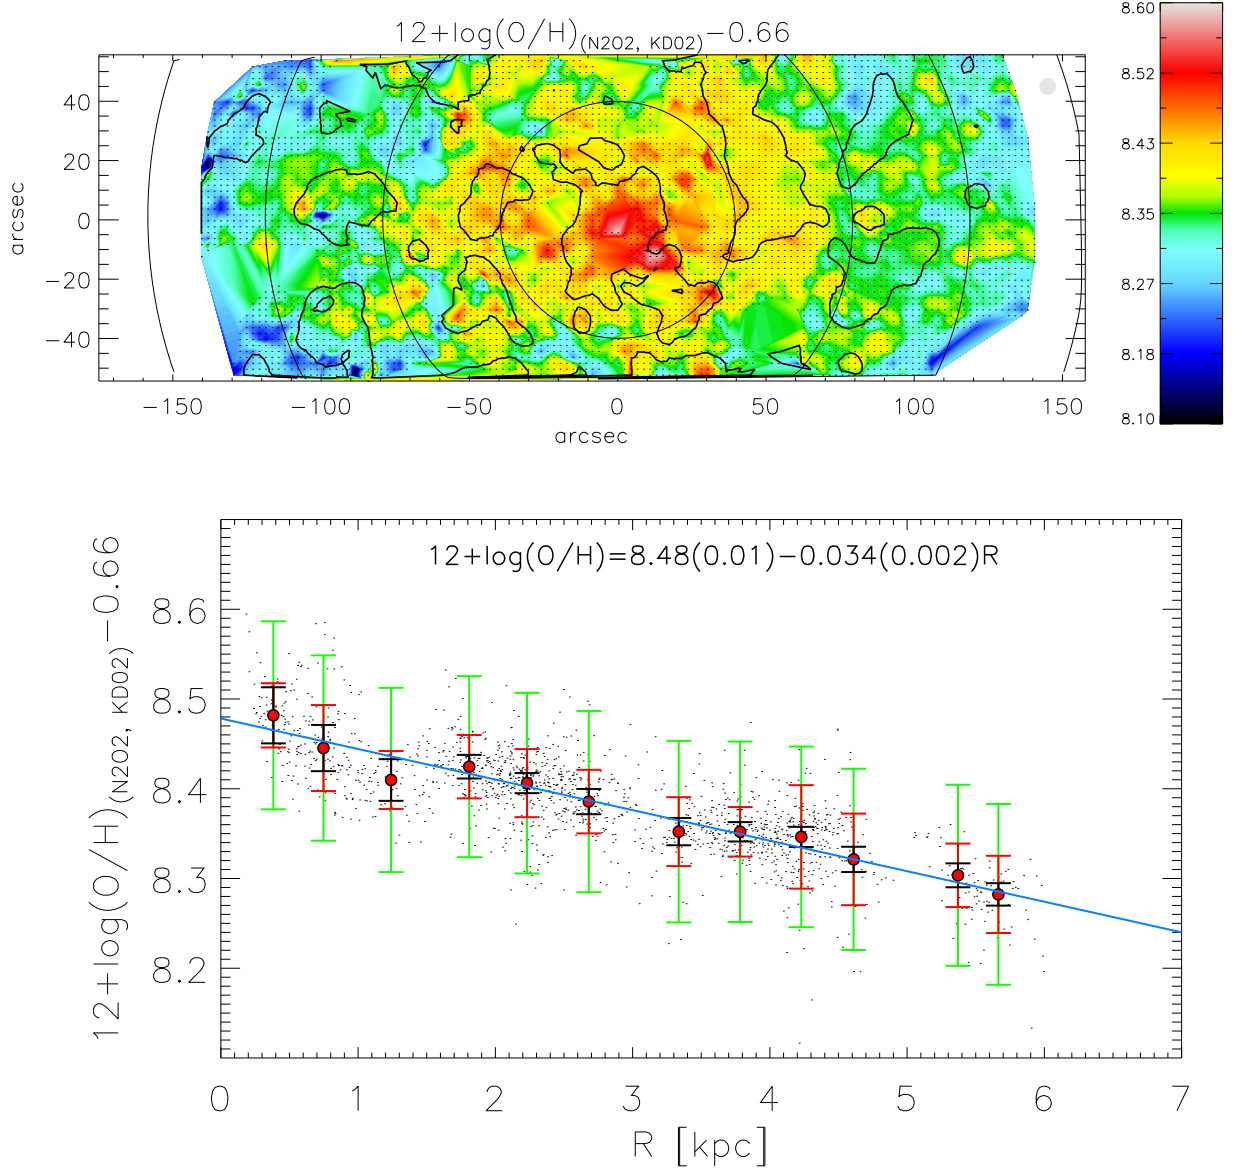 12+log(O/H)(N2O2, KD02)−0.66
8.60
8.52
8.43
8.35
8.27
8.18
8.10
arcsec
40
20
0
−20
−40
−150 −100 −50 0 50 100 150
arcsec
12+log(O/H)=8.48(0.01)−0.034(0.002)R
12+log(O/H)(N2O2, KD02)−0.66
8.6
8.5
8.4
8.3
8.2
0 1 2 3 4 5 6 7
R [kpc]